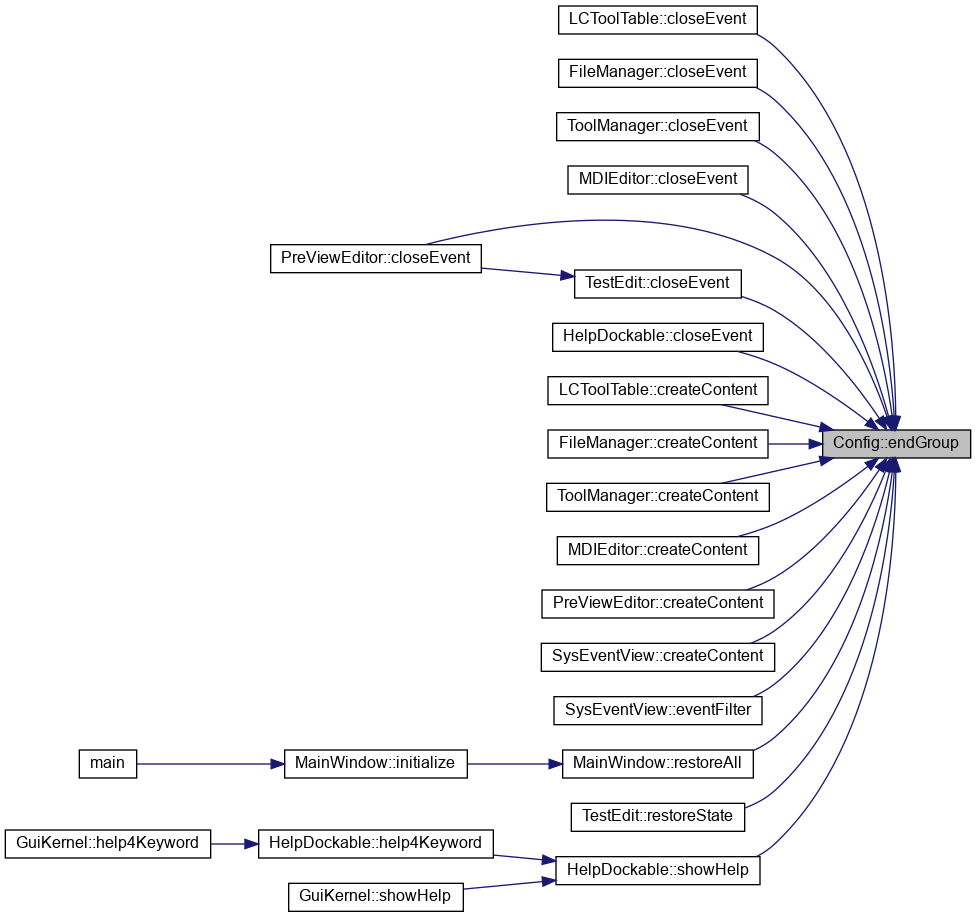 LCToolTable::closeEvent
FileManager::closeEvent
ToolManager::closeEvent
MDIEditor::closeEvent
PreViewEditor::closeEvent
TestEdit::closeEvent
HelpDockable::closeEvent
LCToolTable::createContent
FileManager::createContent
Config::endGroup
ToolManager::createContent
MDIEditor::createContent
PreViewEditor::createContent
SysEventView::createContent
SysEventView::eventFilter
main
MainWindow::initialize
MainWindow::restoreAll
TestEdit::restoreState
GuiKernel::help4Keyword
HelpDockable::help4Keyword
HelpDockable::showHelp
GuiKernel::showHelp